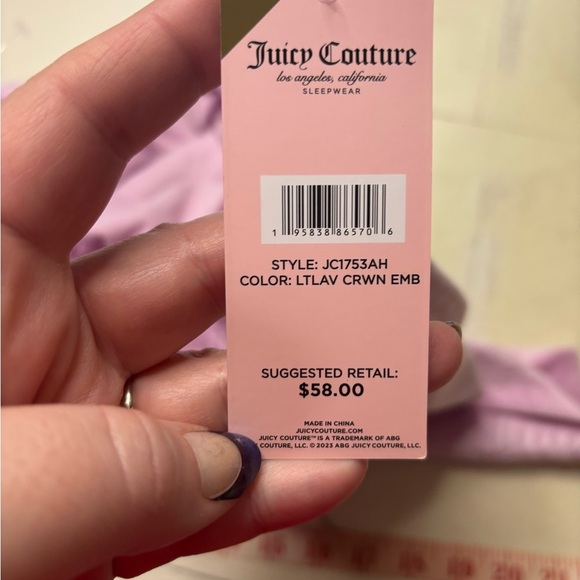 Juicy Couture
los angeles, california
SLEEPWEAR
1 95838 86570 6
STYLE: JC1753AH
COLOR: LTLAV CRWN EMB
SUGGESTED RETAIL:
$58.00
MADE IN CHINA
JUICYCOUTURE.COM
JUICY COUTURE™ IS A TRADEMARK OF ABG
JUICY COUTURE, LLC. © 2023 ABG JUICY COUTURE, LLC.